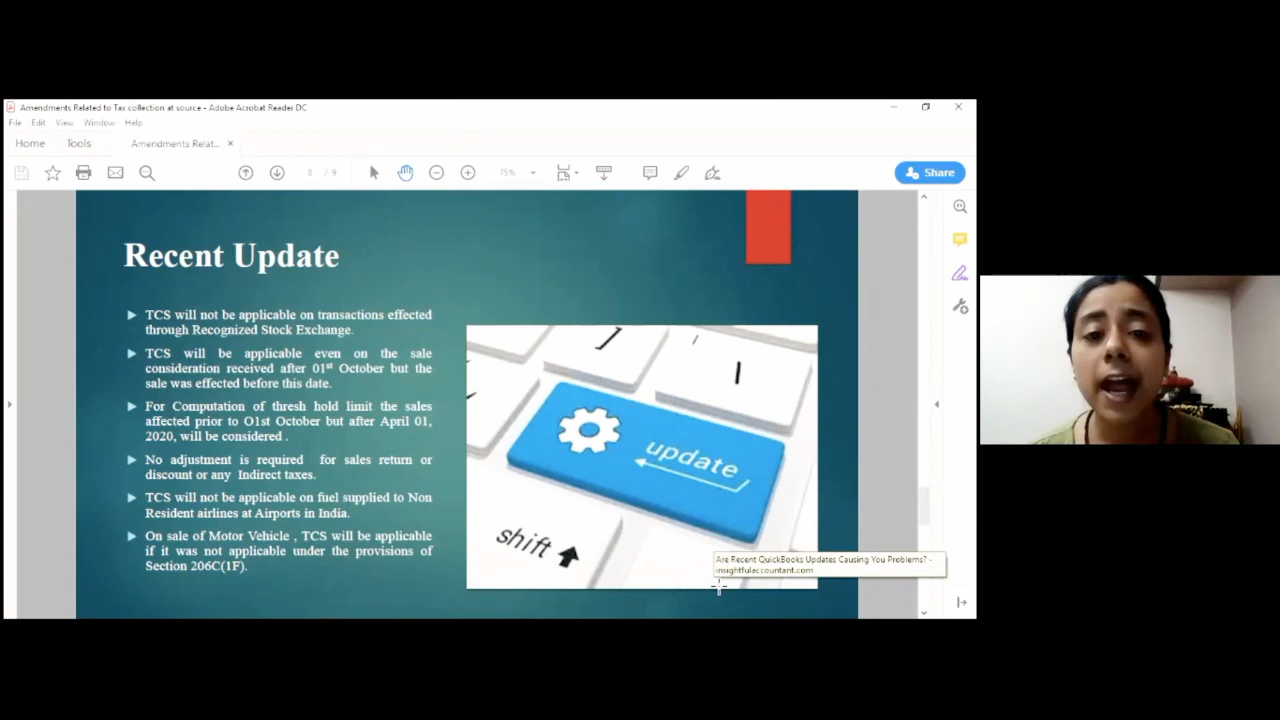 Amendments Related to Tax collection at source - Adobe Acrobat Reader DC
File Edit View Window Help
Home Tools Amendments Relat... ×
8 / 9 75% Share
Recent Update
TCS will not be applicable on transactions effected
through Recognized Stock Exchange.
TCS will be applicable even on the sale
consideration received after 01st October but the
sale was effected before this date.
For Computation of thresh hold limit the sales
affected prior to O1st October but after April 01,
2020, will be considered .
No adjustment is required for sales return or
discount or any Indirect taxes.
TCS will not be applicable on fuel supplied to Non
Resident airlines at Airports in India.
On sale of Motor Vehicle , TCS will be applicable
if it was not applicable under the provisions of
Section 206C(1F).
]
update
shift
Are Recent QuickBooks Updates Causing You Problems? -
insightfulaccountant.com